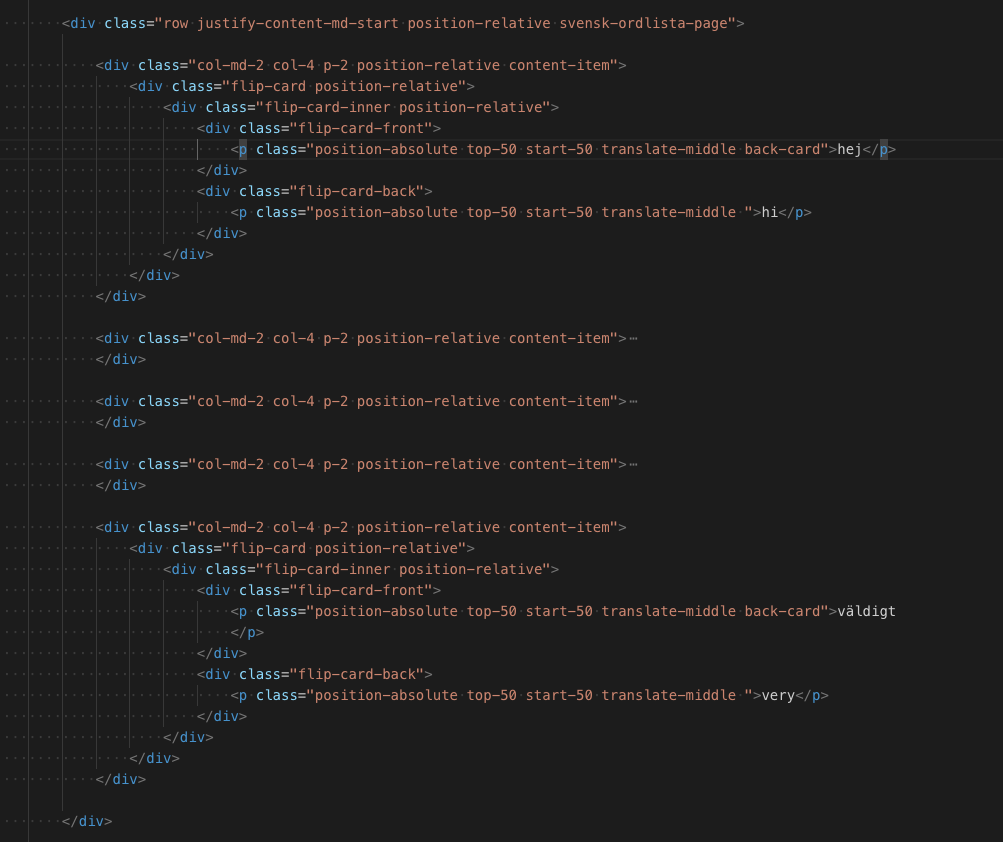 <div class="row justify-content-md-start position-relative svensk-ordlista-page">
<div class="col-md-2 col-4 p-2 position-relative content-item">
<div class="flip-card position-relative">
<div class="flip-card-inner position-relative">
<div class="flip-card-front">
<p class="position-absolute top-50 start-50 translate-middle back-card">hej</p>
</div>
<div class="flip-card-back">
<p class="position-absolute top-50 start-50 translate-middle ">hi</p>
</div>
</div>
</div>
</div>
<div class="col-md-2 col-4 p-2 position-relative content-item">⋯
</div>
<div class="col-md-2 col-4 p-2 position-relative content-item">⋯
</div>
<div class="col-md-2 col-4 p-2 position-relative content-item">⋯
</div>
<div class="col-md-2 col-4 p-2 position-relative content-item">
<div class="flip-card position-relative">
<div class="flip-card-inner position-relative">
<div class="flip-card-front">
<p class="position-absolute top-50 start-50 translate-middle back-card">väldigt
</p>
</div>
<div class="flip-card-back">
<p class="position-absolute top-50 start-50 translate-middle ">very</p>
</div>
</div>
</div>
</div>
</div>